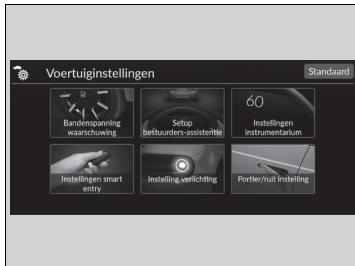 Voertuiginstellingen
Standaard
Bandenspanning
waarschuwing
Setup
bestuurders-assistentie
60
Instellingen
instrumentarium
Instellingen smart
entry
Instelling verlichting
Portier/ruit instelling